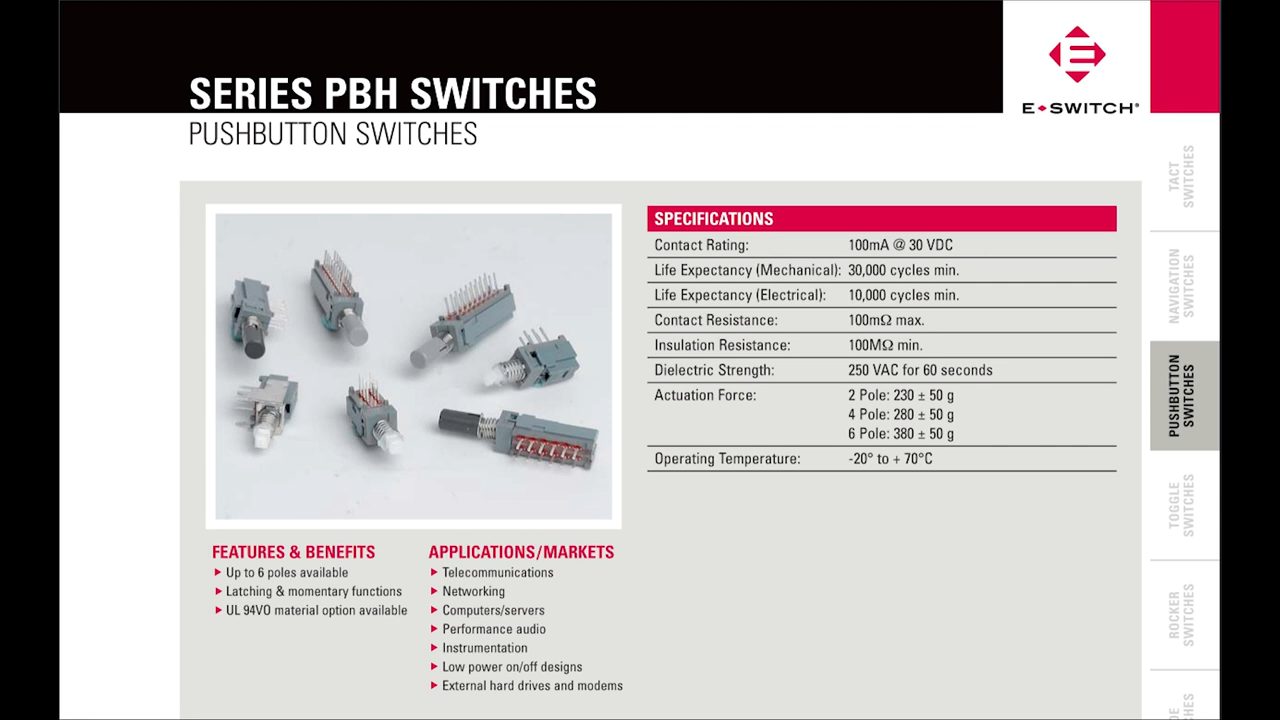 SERIES PBH SWITCHES
PUSHBUTTON SWITCHES
E SWITCH®
SPECIFICATIONS
Contact Rating: 100mA @ 30 VDC
Life Expectancy (Mechanical): 30,000 cycles min.
Life Expectancy (Electrical): 10,000 cycles min.
Contact Resistance: 100mΩ max.
Insulation Resistance: 100MΩ min.
Dielectric Strength: 250 VAC for 60 seconds
Actuation Force: 2 Pole: 230 ± 50 g
4 Pole: 280 ± 50 g
6 Pole: 380 ± 50 g
Operating Temperature: -20° to + 70°C
FEATURES & BENEFITS
Up to 6 poles available
Latching & momentary functions
UL 94VO material option available
APPLICATIONS/MARKETS
Telecommunications
Networking
Computers/servers
Performance audio
Instrumentation
Low power on/off designs
External hard drives and modems
TACT
SWITCHES
NAVIGATION
SWITCHES
PUSHBUTTON
SWITCHES
TOGGLE
SWITCHES
ROCKER
SWITCHES